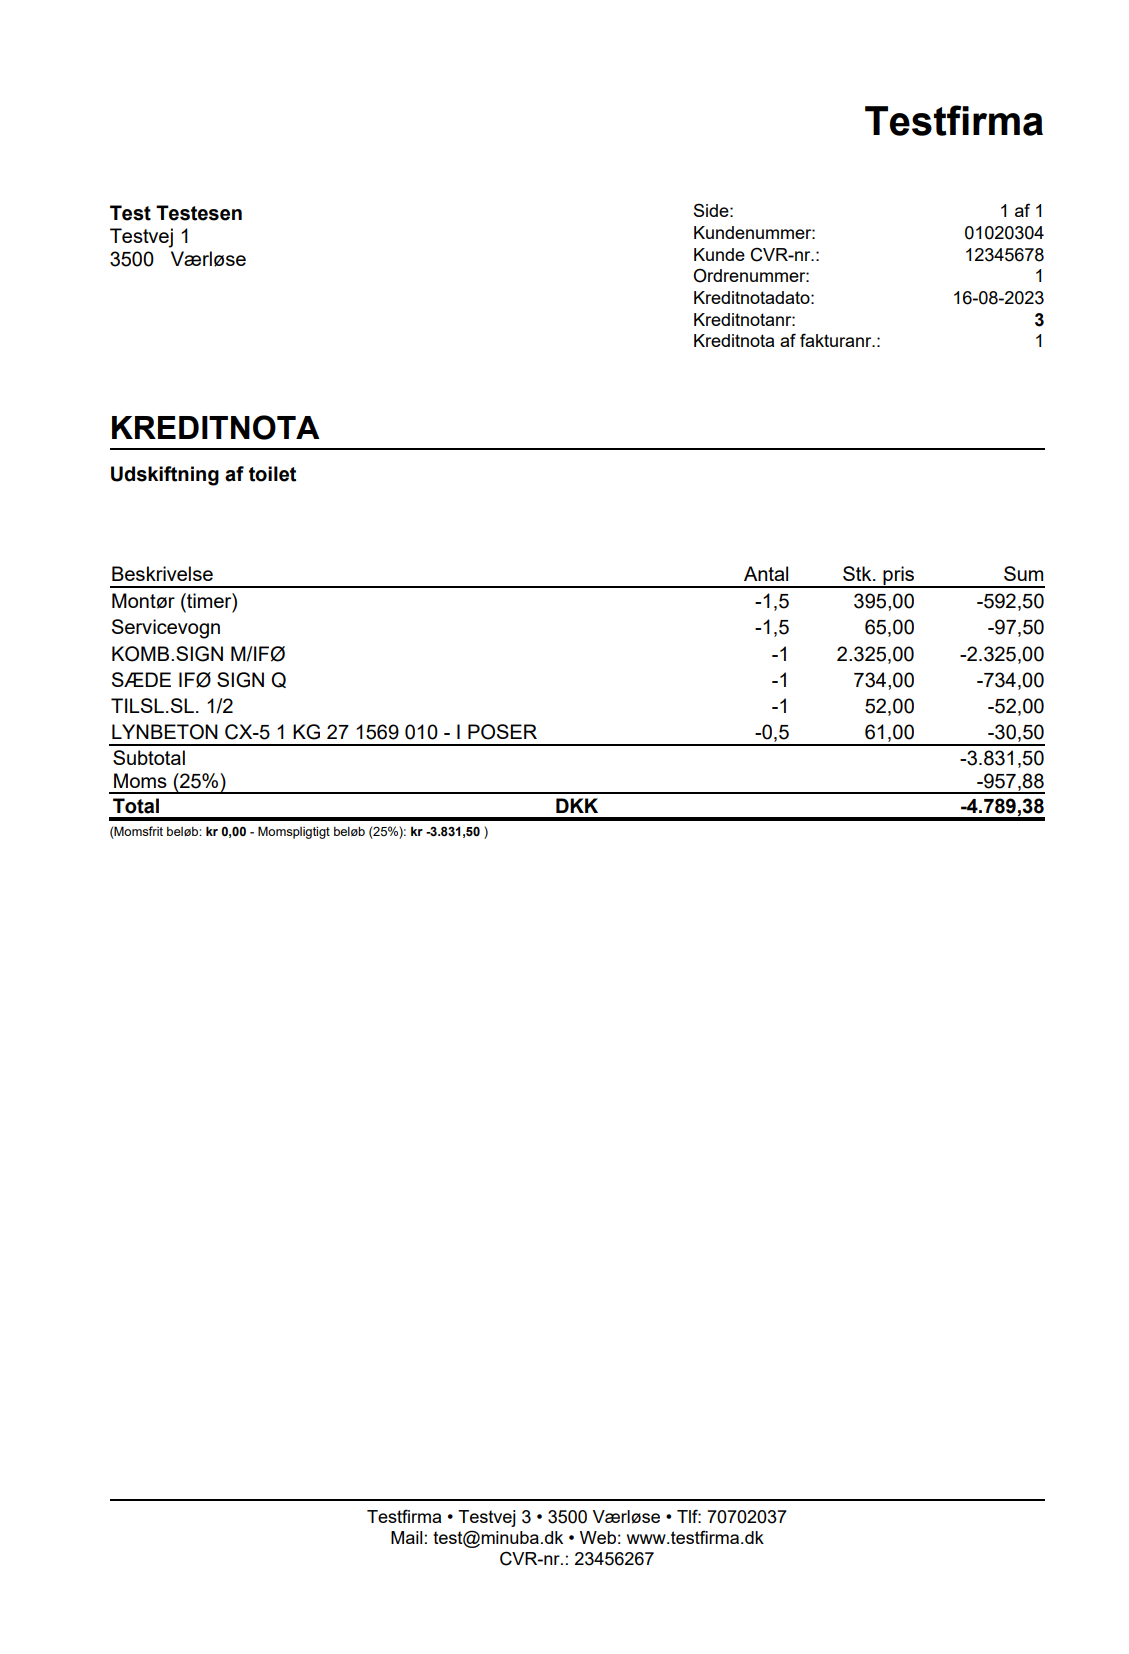 Testfirma
Test Testesen
Testvej 1
3500 Værløse
Side: 1 af 1
Kundenummer: 01020304
Kunde CVR-nr.: 12345678
Ordrenummer: 1
Kreditnotadato: 16-08-2023
Kreditnotanr: 3
Kreditnota af fakturanr.: 1
KREDITNOTA
Udskiftning af toilet
Beskrivelse Antal Stk. pris Sum
Montør (timer) -1,5 395,00 -592,50
Servicevogn -1,5 65,00 -97,50
KOMB.SIGN M/IFØ -1 2.325,00 -2.325,00
SÆDE IFØ SIGN Q -1 734,00 -734,00
TILSL.SL. 1/2 -1 52,00 -52,00
LYNBETON CX-5 1 KG 27 1569 010 - I POSER -0,5 61,00 -30,50
Subtotal -3.831,50
Moms (25%) -957,88
Total DKK -4.789,38
(Momsfrit beløb: kr 0,00 - Momspligtigt beløb (25%): kr -3.831,50 )
Testfirma • Testvej 3 • 3500 Værløse • Tlf: 70702037
Mail: test@minuba.dk • Web: www.testfirma.dk
CVR-nr.: 23456267